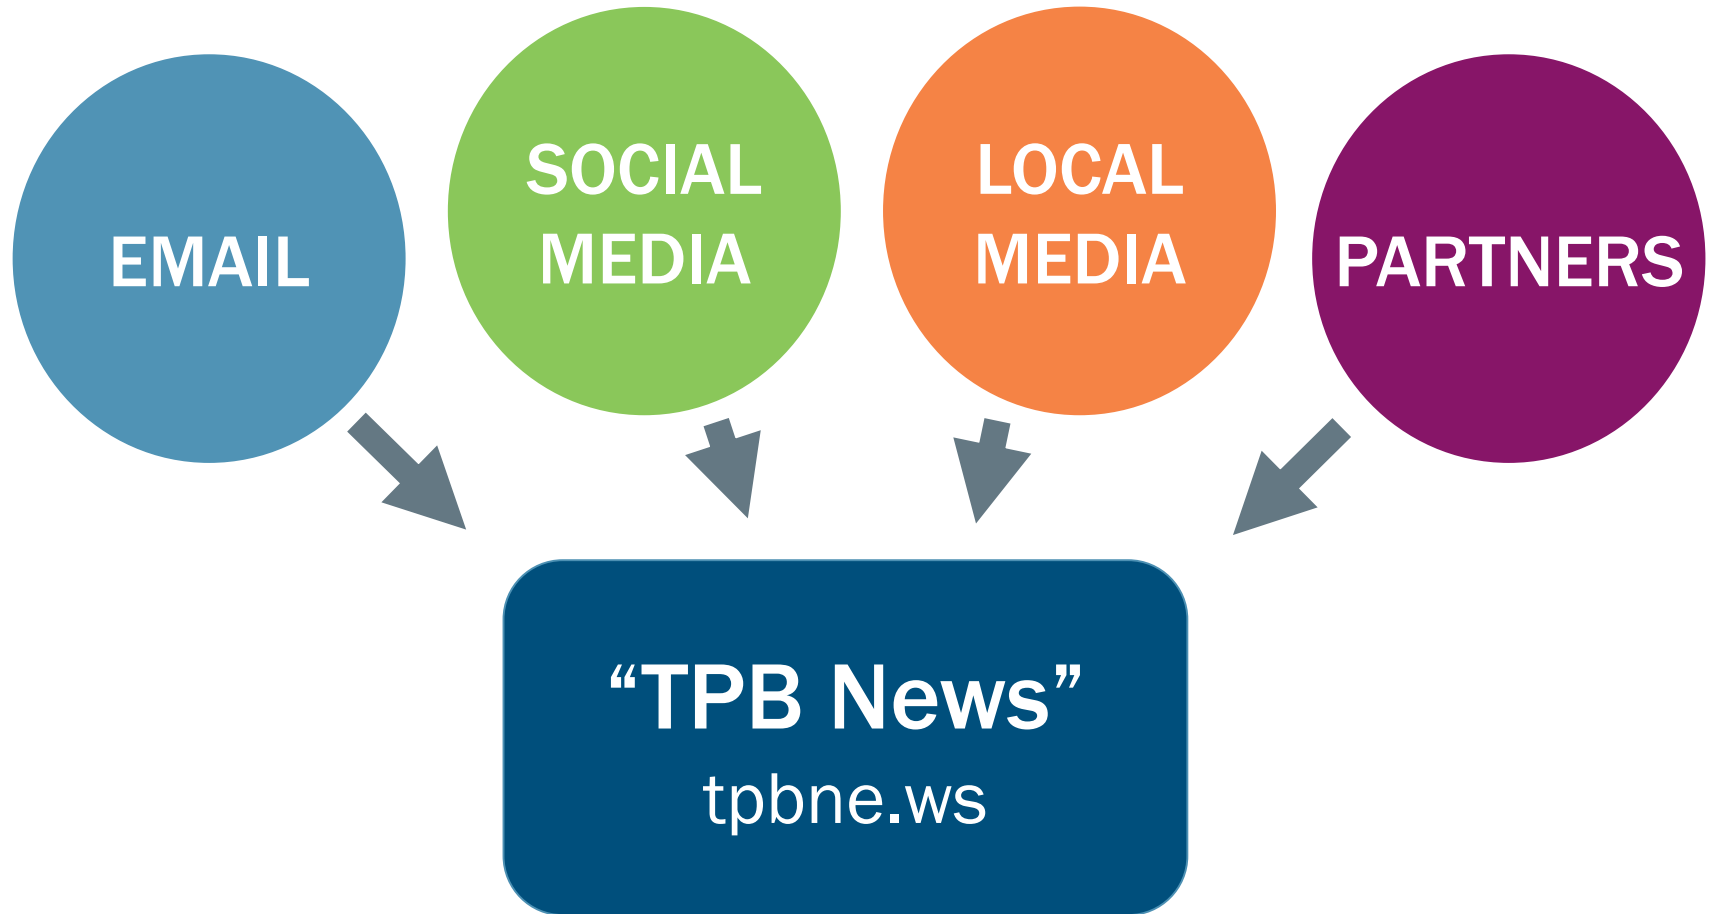 EMAIL
SOCIAL
MEDIA
LOCAL
MEDIA
PARTNERS
“TPB News”
tpbne.ws